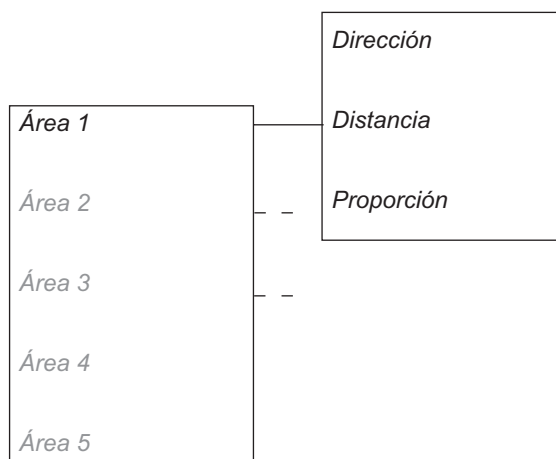 Dirección
Distancia
Proporción
Área 1
Área 2
Área 3
Área 4
Área 5